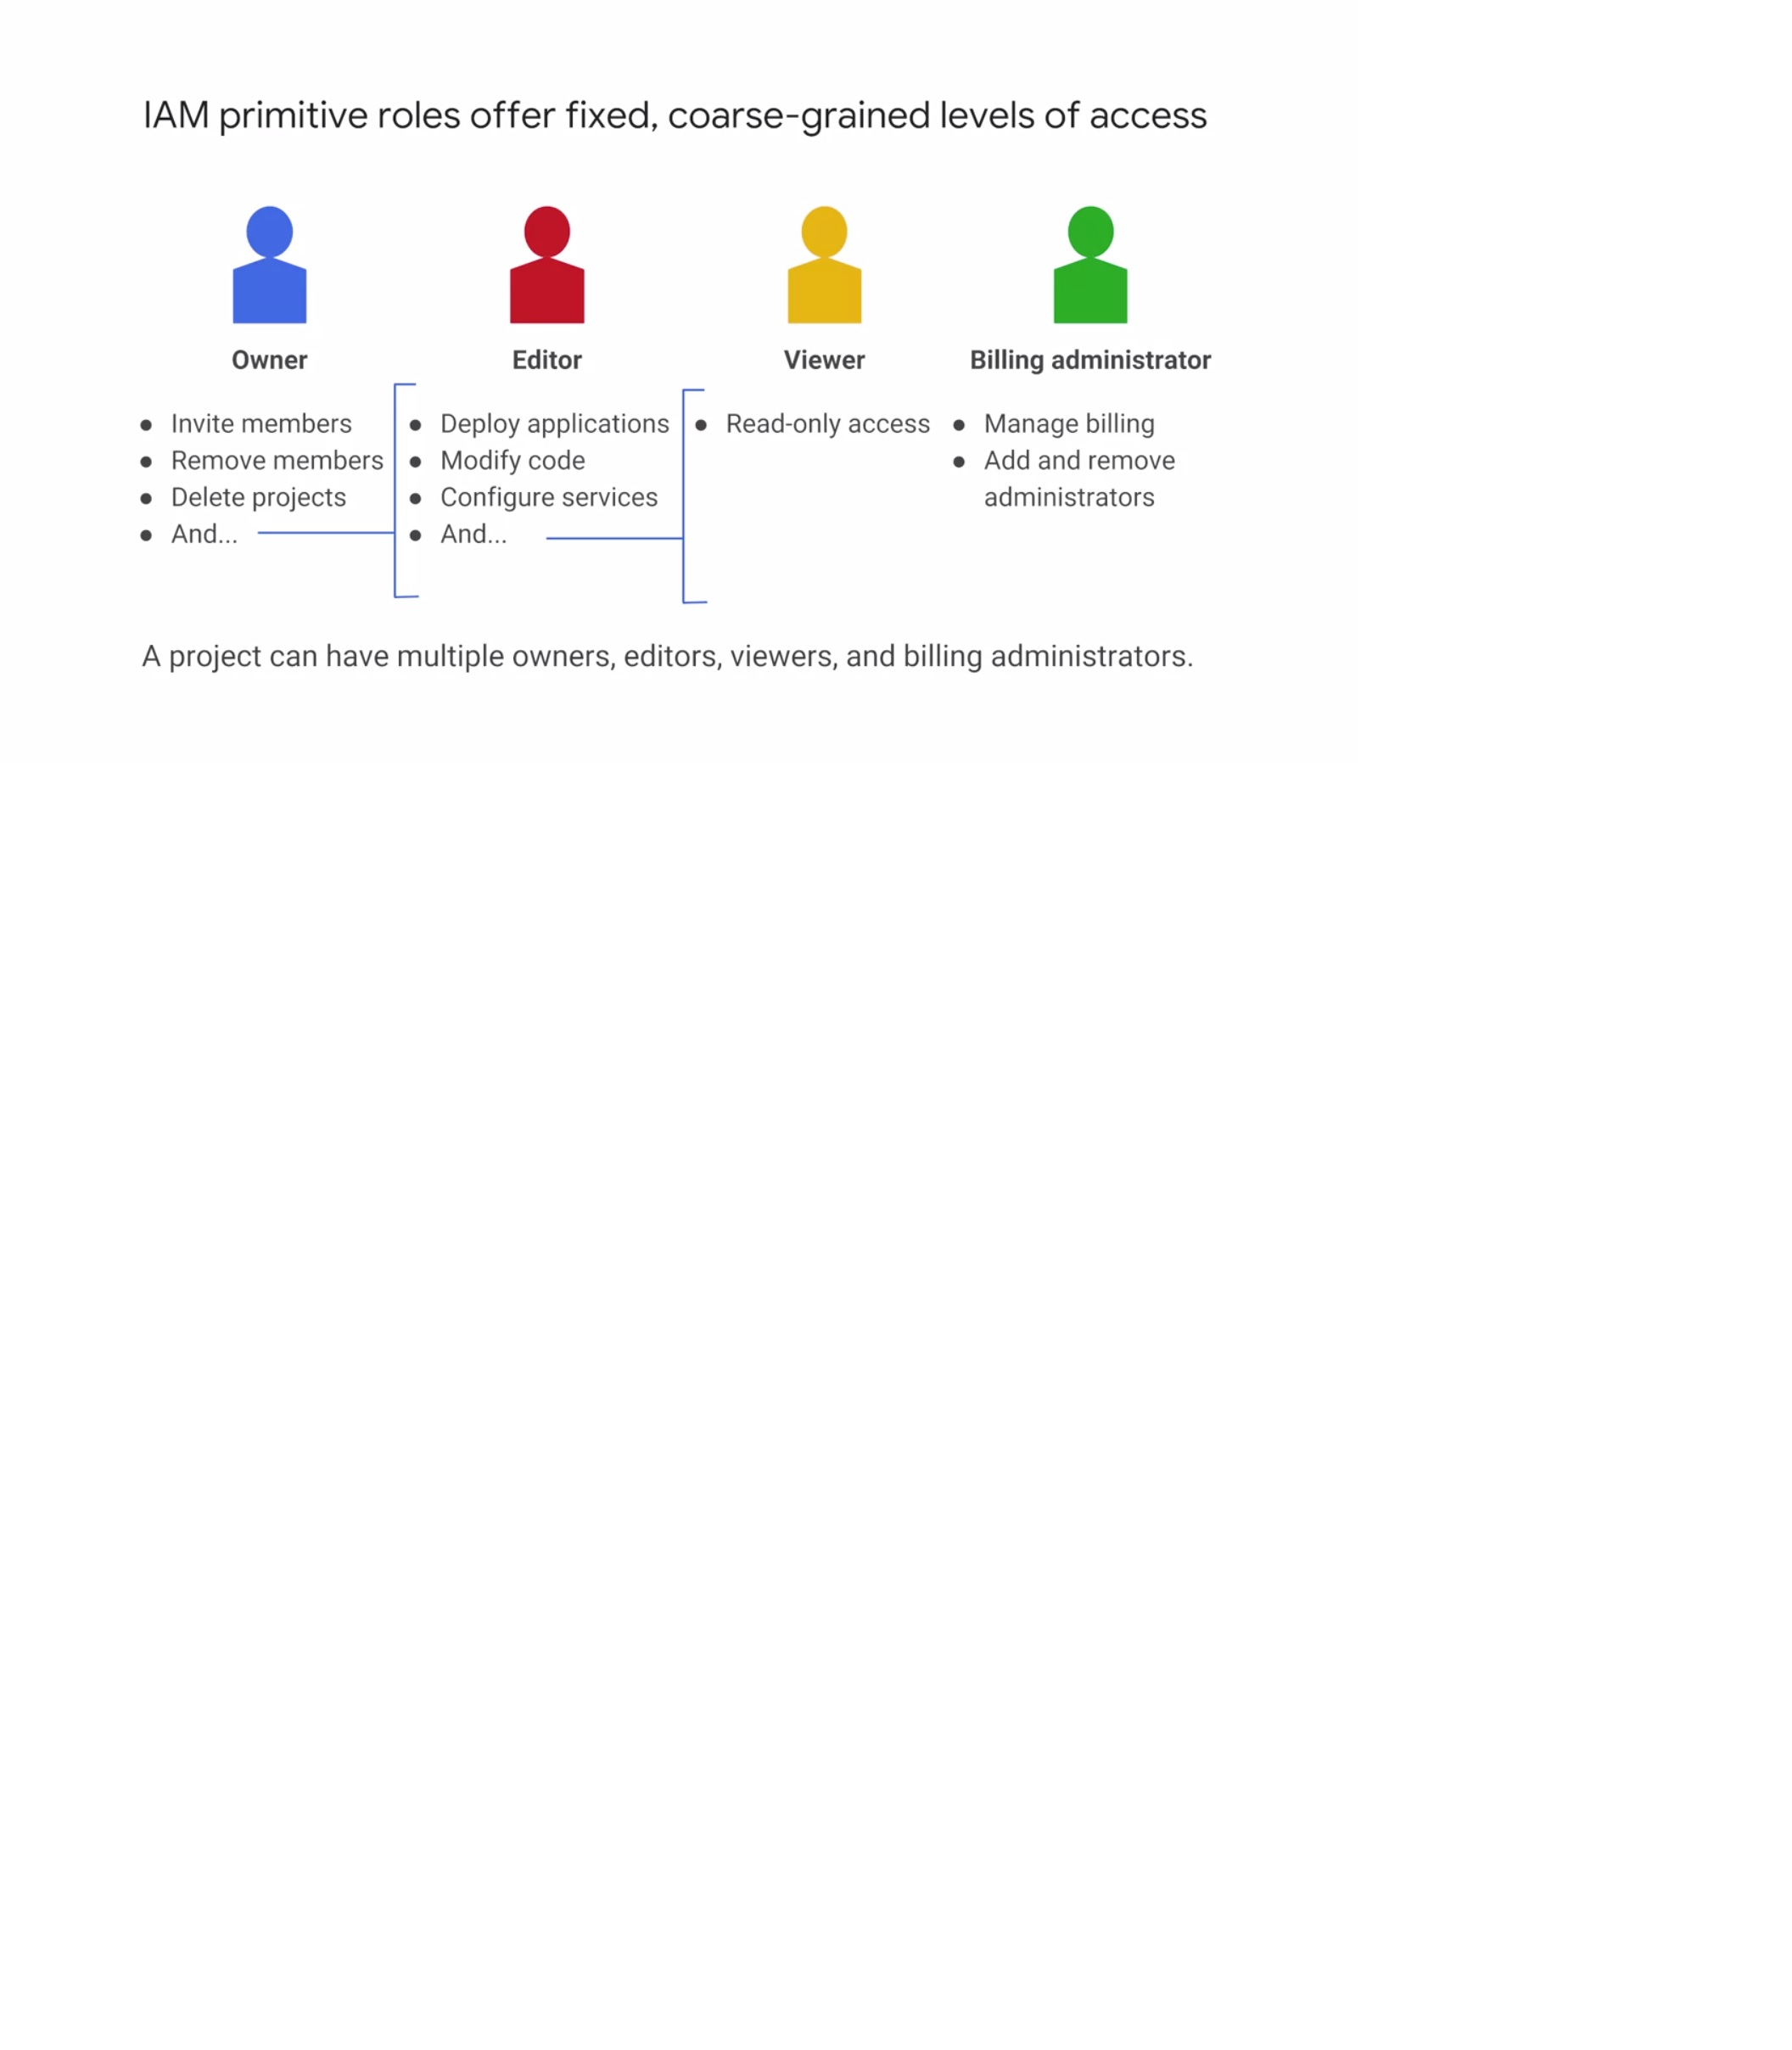 IAM primitive roles offer fixed, coarse-grained levels of access
Owner
Invite members
Remove members
Delete projects
And...
Editor
Deploy applications
Modify code
Configure services
And...
Viewer
Read-only access
Billing administrator
Manage billing
Add and remove
administrators
A project can have multiple owners, editors, viewers, and billing administrators.